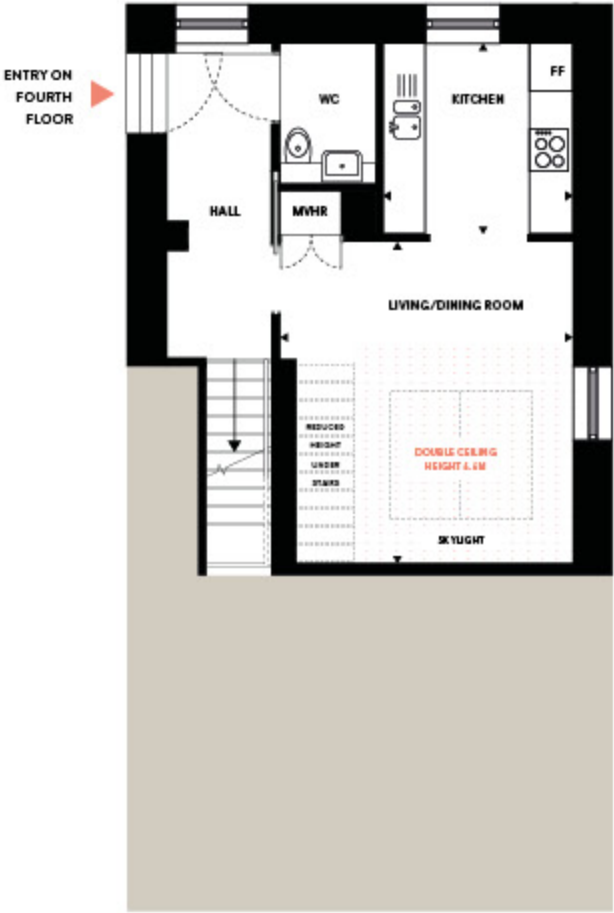 ENTRY ON
FOURTH
FLOOR
WC
KITCHEN
FF
HALL
MVHR
LIVING/DINING ROOM
REDUCED
HEIGHT
UNDER
STAIRS
DOUBLE CEILING
HEIGHT 4.6M
SKYLIGHT